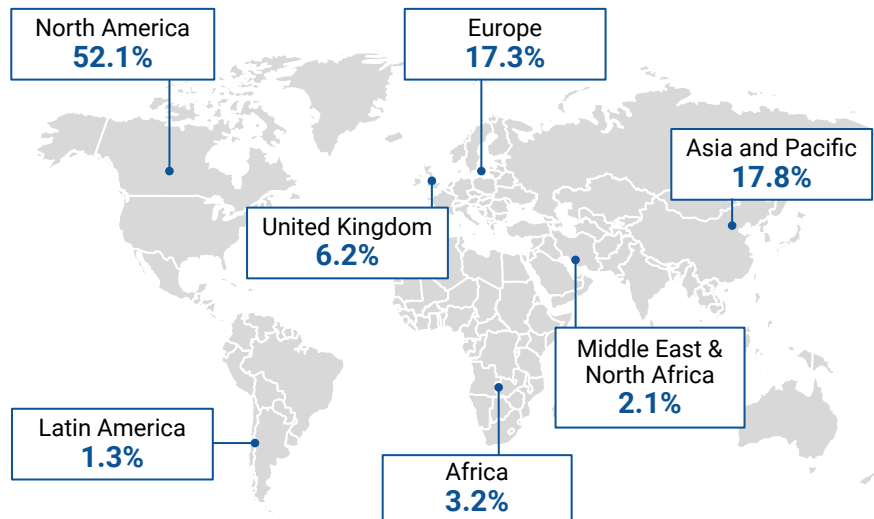 North America
52.1%
Europe
17.3%
Asia and Pacific
17.8%
United Kingdom
6.2%
Middle East &
North Africa
2.1%
Latin America
1.3%
Africa
3.2%